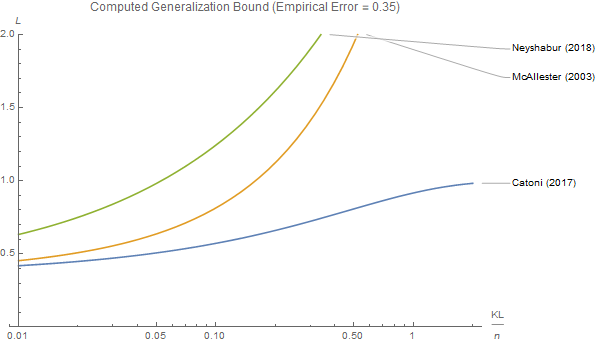 Computed Generalization Bound (Empirical Error = 0.35)
L
2.0
Neyshabur (2018)
McAllester (2003)
1.5
1.0
Catoni (2017)
0.5
KL
n
0.01
0.05
0.10
0.50
1